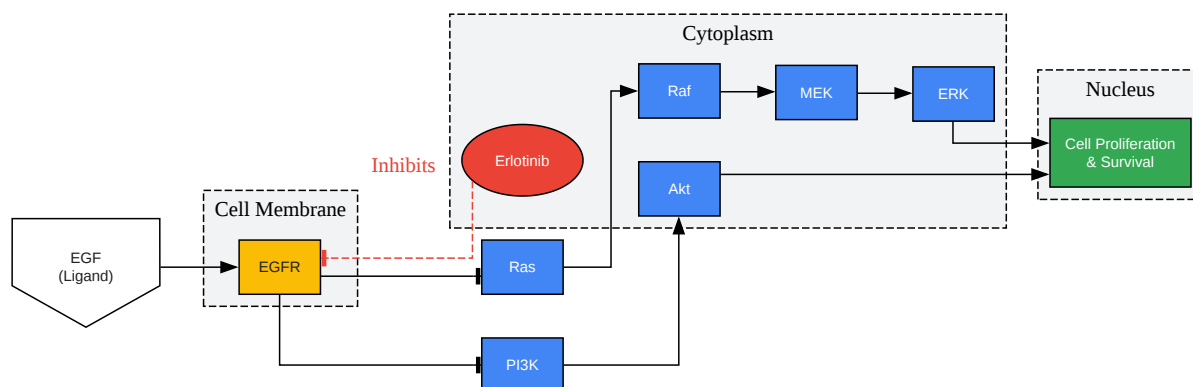 Cytoplasm
Raf
MEK
ERK
Nucleus
Cell Proliferation
& Survival
Inhibits
Erlotinib
Akt
Cell Membrane
EGF
(Ligand)
EGFR
Ras
PI3K